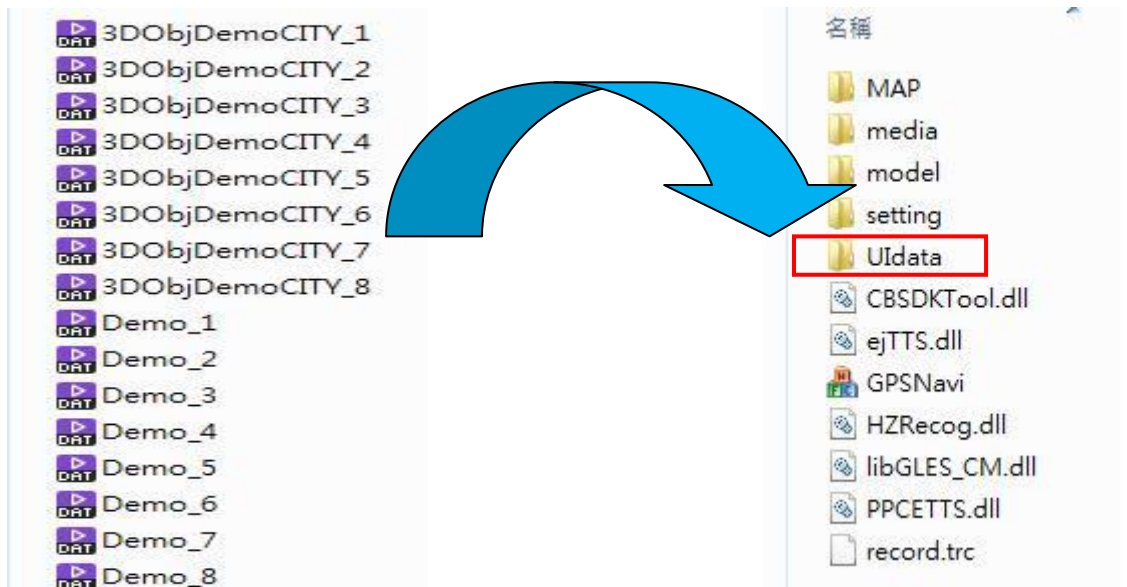 3DObjDemoCITY_1
3DObjDemoCITY_2
3DObjDemoCITY_3
3DObjDemoCITY_4
3DObjDemoCITY_5
3DObjDemoCITY_6
3DObjDemoCITY_7
3DObjDemoCITY_8
Demo_1
Demo_2
Demo_3
Demo_4
Demo_5
Demo_6
Demo_7
Demo_8
名稱
MAP
media
model
setting
UIdata
CBSDKTool.dll
ejTTS.dll
GPSNavi
HZRecog.dll
libGLES_CM.dll
PPCETTS.dll
record.trc